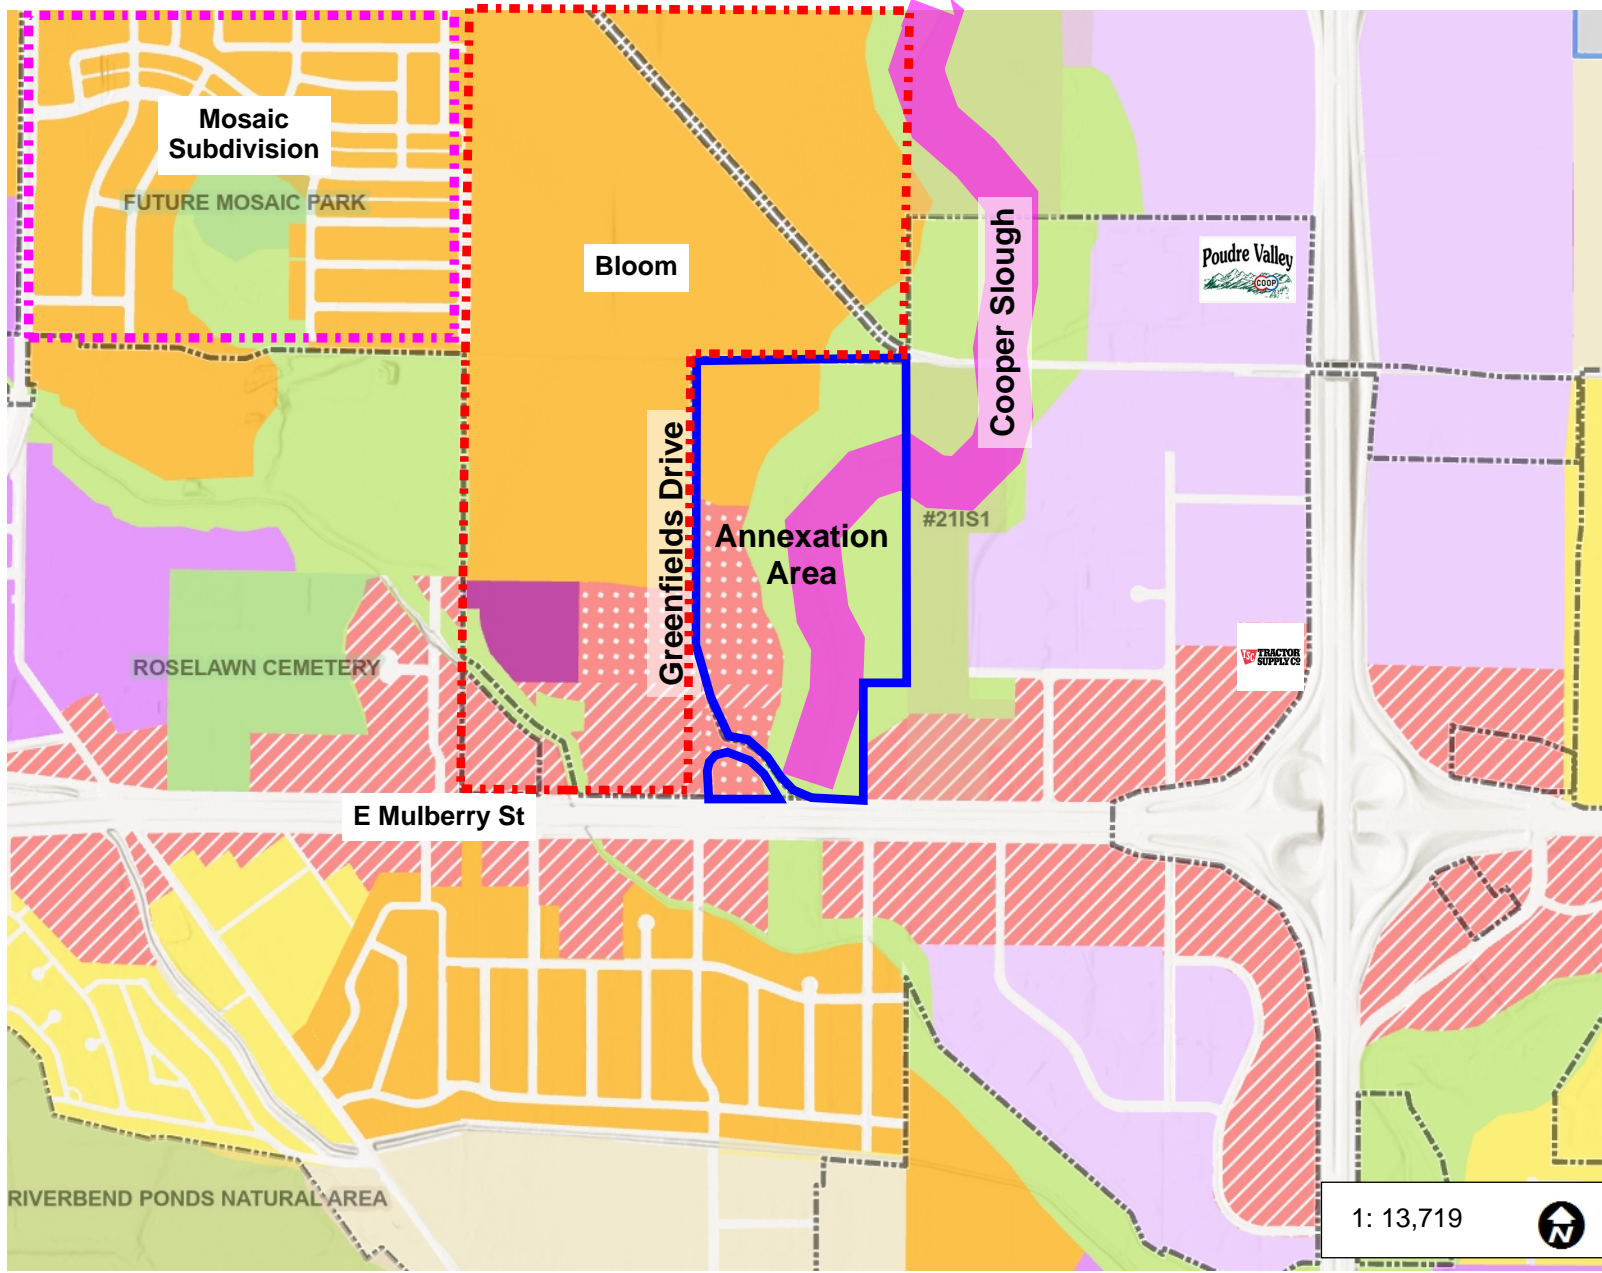 Mosaic
Subdivision
FUTURE MOSAIC PARK
Bloom
Cooper Slough
Poudre Valley
COOP
Greenfields Drive
#21IS1
Annexation
Area
ROSELAWN CEMETERY
TSC TRACTOR
SUPPLY CO
E Mulberry St
RIVERBEND PONDS NATURAL AREA
1: 13,719
N